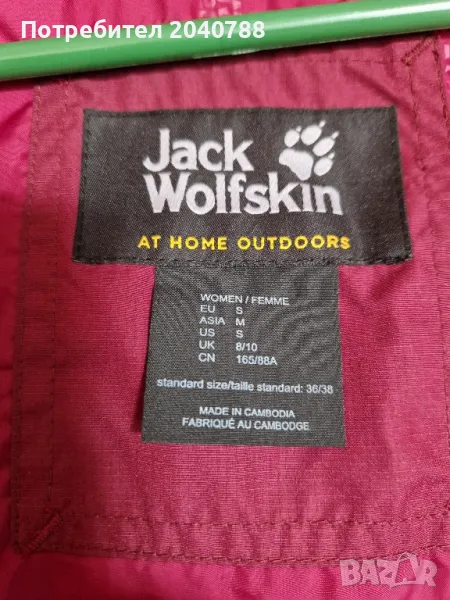 Потребител 2040788
Jack
Wolfskin
AT HOME OUTDOORS
WOMEN / FEMME
EU S
ASIA M
US S
UK 8/10
CN 165/88A
standard size/taille standard: 36/38
MADE IN CAMBODIA
FABRIQUÉ AU CAMBODGE
BAZAR